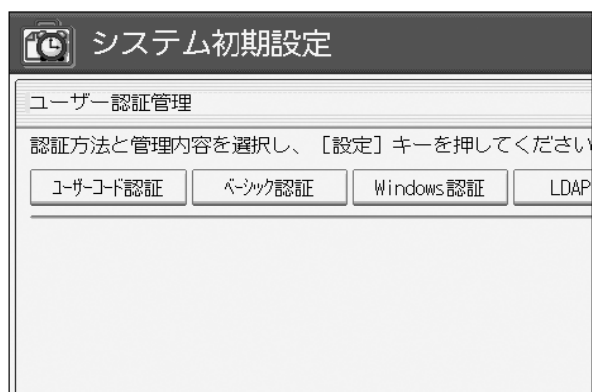 システム初期設定
ユーザー認証管理
認証方法と管理内容を選択し、［設定］キーを押してください
ユーザーコード認証 ベーシック認証 Windows認証 LDAP